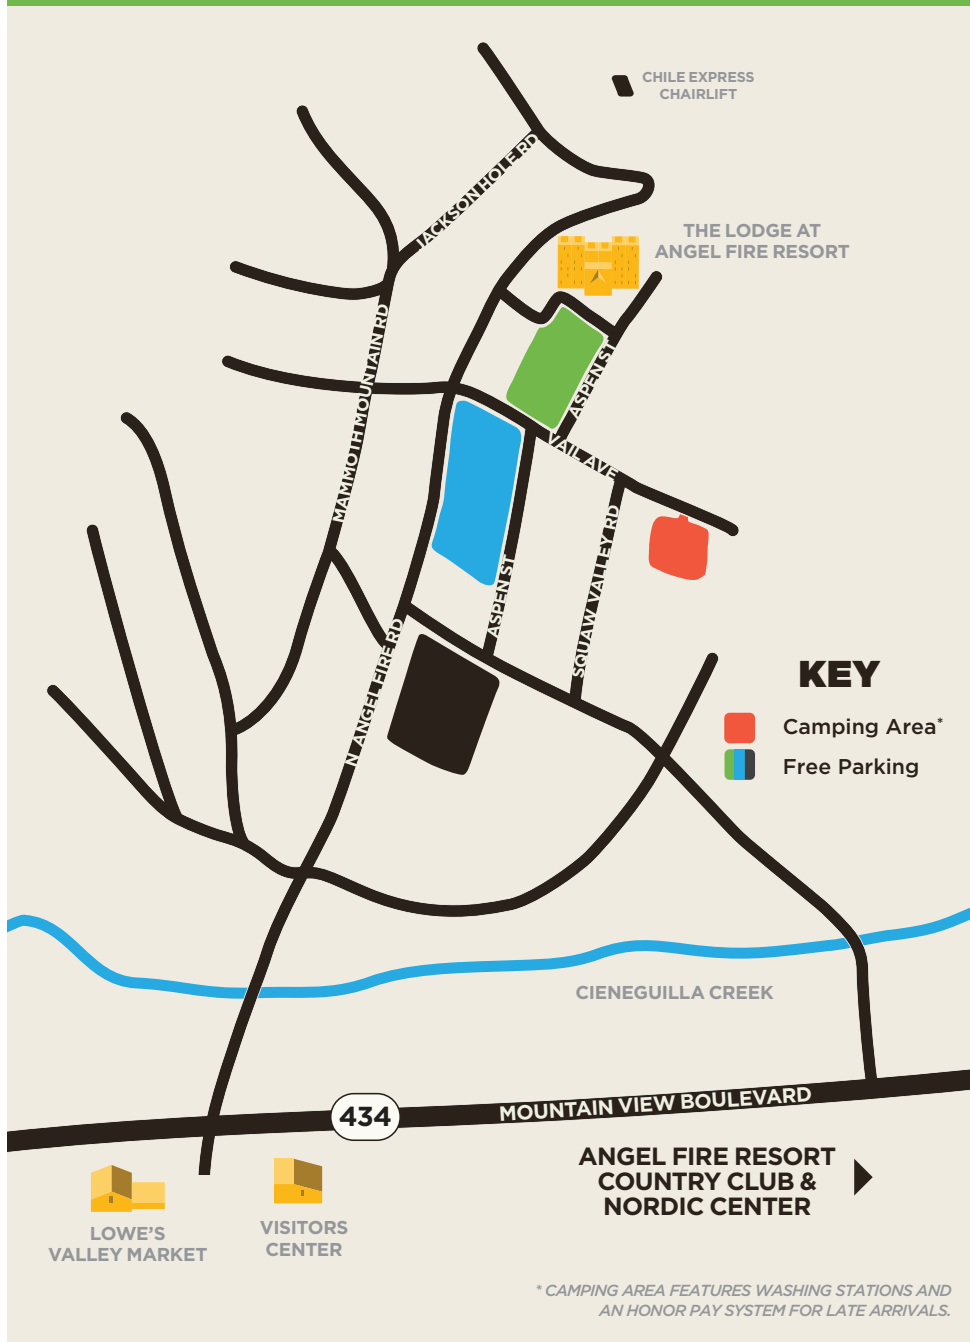 CHILE EXPRESS
CHAIRLIFT
JACKSON HOLE RD
THE LODGE AT
ANGEL FIRE RESORT
MAMMOTH MOUNTAIN RD
ASPEN ST
VAIL AVE
SQUAW VALLEY RD
ASPEN ST
N ANGEL FIRE RD
KEY
Camping Area*
Free Parking
CIENEGUILLA CREEK
434
MOUNTAIN VIEW BOULEVARD
ANGEL FIRE RESORT
COUNTRY CLUB &
NORDIC CENTER
LOWE'S
VALLEY MARKET
VISITORS
CENTER
* CAMPING AREA FEATURES WASHING STATIONS AND
AN HONOR PAY SYSTEM FOR LATE ARRIVALS.